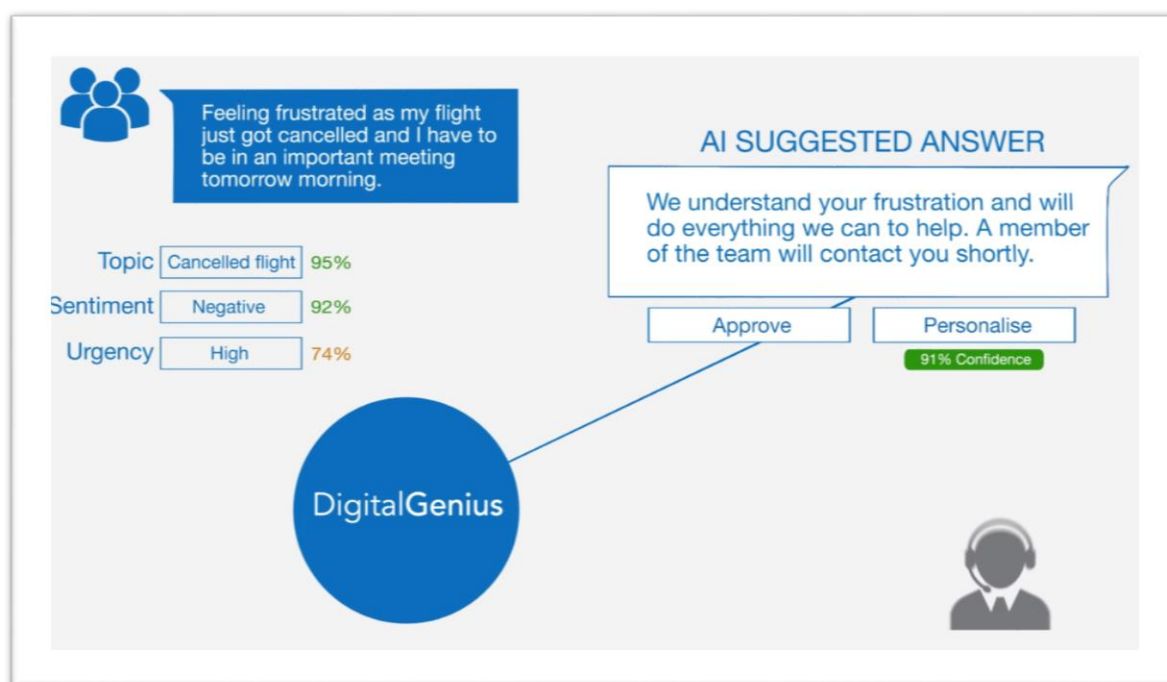 Feeling frustrated as my flight
just got cancelled and I have to
be in an important meeting
tomorrow morning.
Topic Cancelled flight 95%
Sentiment Negative 92%
Urgency High 74%
AI SUGGESTED ANSWER
We understand your frustration and will
do everything we can to help. A member
of the team will contact you shortly.
Approve Personalise
91% Confidence
DigitalGenius